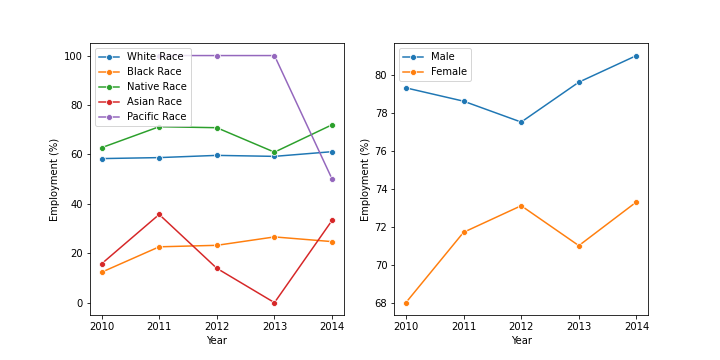 100
80
60
40
20
0
Employment (%)
White Race
Black Race
Native Race
Asian Race
Pacific Race
2010 2011 2012 2013 2014
Year
80
78
76
74
72
70
68
Employment (%)
Male
Female
2010 2011 2012 2013 2014
Year